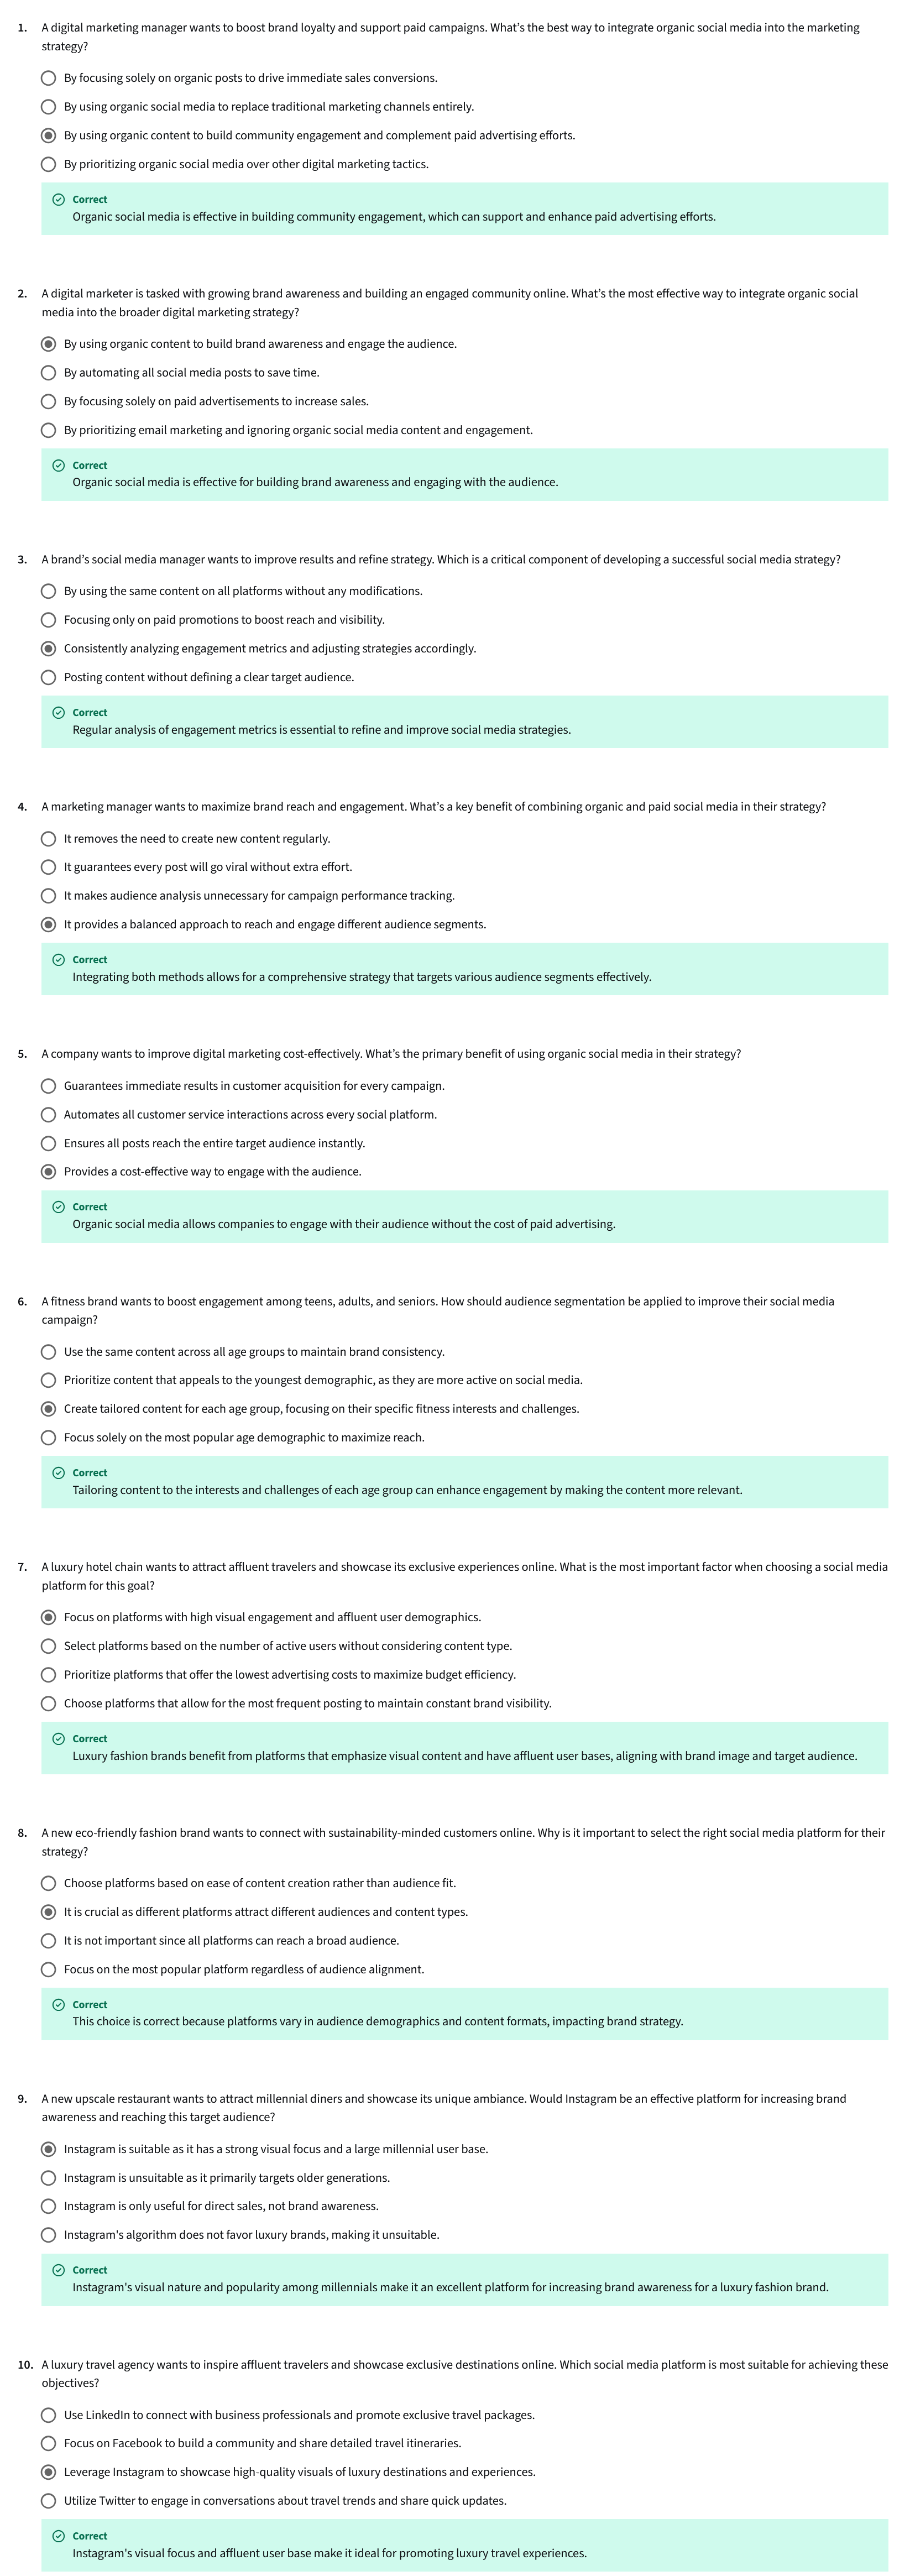 1. A digital marketing manager wants to boost brand loyalty and support paid campaigns. What's the best way to integrate organic social media into the marketing
strategy?
By focusing solely on organic posts to drive immediate sales conversions.
By using organic social media to replace traditional marketing channels entirely.
By using organic content to build community engagement and complement paid advertising efforts.
By prioritizing organic social media over other digital marketing tactics.
Correct
Organic social media is effective in building community engagement, which can support and enhance paid advertising efforts.
2. A digital marketer is tasked with growing brand awareness and building an engaged community online. What's the most effective way to integrate organic social
media into the broader digital marketing strategy?
By using organic content to build brand awareness and engage the audience.
By automating all social media posts to save time.
By focusing solely on paid advertisements to increase sales.
By prioritizing email marketing and ignoring organic social media content and engagement.
Correct
Organic social media is effective for building brand awareness and engaging with the audience.
3. A brand's social media manager wants to improve results and refine strategy. Which is a critical component of developing a successful social media strategy?
By using the same content on all platforms without any modifications.
Focusing only on paid promotions to boost reach and visibility.
Consistently analyzing engagement metrics and adjusting strategies accordingly.
Posting content without defining a clear target audience.
Correct
Regular analysis of engagement metrics is essential to refine and improve social media strategies.
4. A marketing manager wants to maximize brand reach and engagement. What's a key benefit of combining organic and paid social media in their strategy?
It removes the need to create new content regularly.
It guarantees every post will go viral without extra effort.
It makes audience analysis unnecessary for campaign performance tracking.
It provides a balanced approach to reach and engage different audience segments.
Correct
Integrating both methods allows for a comprehensive strategy that targets various audience segments effectively.
5. A company wants to improve digital marketing cost-effectively. What's the primary benefit of using organic social media in their strategy?
Guarantees immediate results in customer acquisition for every campaign.
Automates all customer service interactions across every social platform.
Ensures all posts reach the entire target audience instantly.
Provides a cost-effective way to engage with the audience.
Correct
Organic social media allows companies to engage with their audience without the cost of paid advertising.
6. A fitness brand wants to boost engagement among teens, adults, and seniors. How should audience segmentation be applied to improve their social media
campaign?
Use the same content across all age groups to maintain brand consistency.
Prioritize content that appeals to the youngest demographic, as they are more active on social media.
Create tailored content for each age group, focusing on their specific fitness interests and challenges.
Focus solely on the most popular age demographic to maximize reach.
Correct
Tailoring content to the interests and challenges of each age group can enhance engagement by making the content more relevant.
7. A luxury hotel chain wants to attract affluent travelers and showcase its exclusive experiences online. What is the most important factor when choosing a social media
platform for this goal?
Focus on platforms with high visual engagement and affluent user demographics.
Select platforms based on the number of active users without considering content type.
Prioritize platforms that offer the lowest advertising costs to maximize budget efficiency.
Choose platforms that allow for the most frequent posting to maintain constant brand visibility.
Correct
Luxury fashion brands benefit from platforms that emphasize visual content and have affluent user bases, aligning with brand image and target audience.
8. A new eco-friendly fashion brand wants to connect with sustainability-minded customers online. Why is it important to select the right social media platform for their
strategy?
Choose platforms based on ease of content creation rather than audience fit.
It is crucial as different platforms attract different audiences and content types.
It is not important since all platforms can reach a broad audience.
Focus on the most popular platform regardless of audience alignment.
Correct
This choice is correct because platforms vary in audience demographics and content formats, impacting brand strategy.
9. A new upscale restaurant wants to attract millennial diners and showcase its unique ambiance. Would Instagram be an effective platform for increasing brand
awareness and reaching this target audience?
Instagram is suitable as it has a strong visual focus and a large millennial user base.
Instagram is unsuitable as it primarily targets older generations.
Instagram is only useful for direct sales, not brand awareness.
Instagram's algorithm does not favor luxury brands, making it unsuitable.
Correct
Instagram's visual nature and popularity among millennials make it an excellent platform for increasing brand awareness for a luxury fashion brand.
10. A luxury travel agency wants to inspire affluent travelers and showcase exclusive destinations online. Which social media platform is most suitable for achieving these
objectives?
Use LinkedIn to connect with business professionals and promote exclusive travel packages.
Focus on Facebook to build a community and share detailed travel itineraries.
Leverage Instagram to showcase high-quality visuals of luxury destinations and experiences.
Utilize Twitter to engage in conversations about travel trends and share quick updates.
Correct
Instagram's visual focus and affluent user base make it ideal for promoting luxury travel experiences.